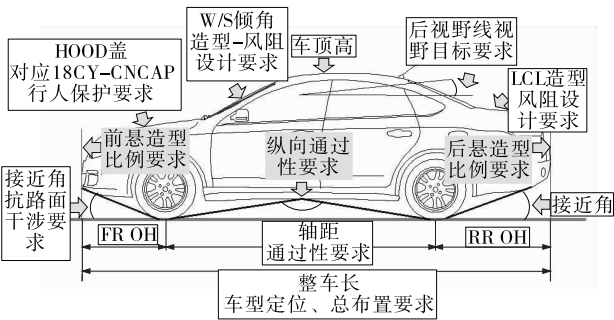 HOOD盖
对应18CY-CNCAP
行人保护要求
W/S倾角
造型-风阻
设计要求
车顶高
后视野线视
野目标要求
LCL造型
风阻设
计要求
前悬造型
比例要求
纵向通过
性要求
后悬造型
比例要求
接近角
抗路面
干涉要
求
接近角
FR OH
轴距
通过性要求
RR OH
整车长
车型定位、总布置要求